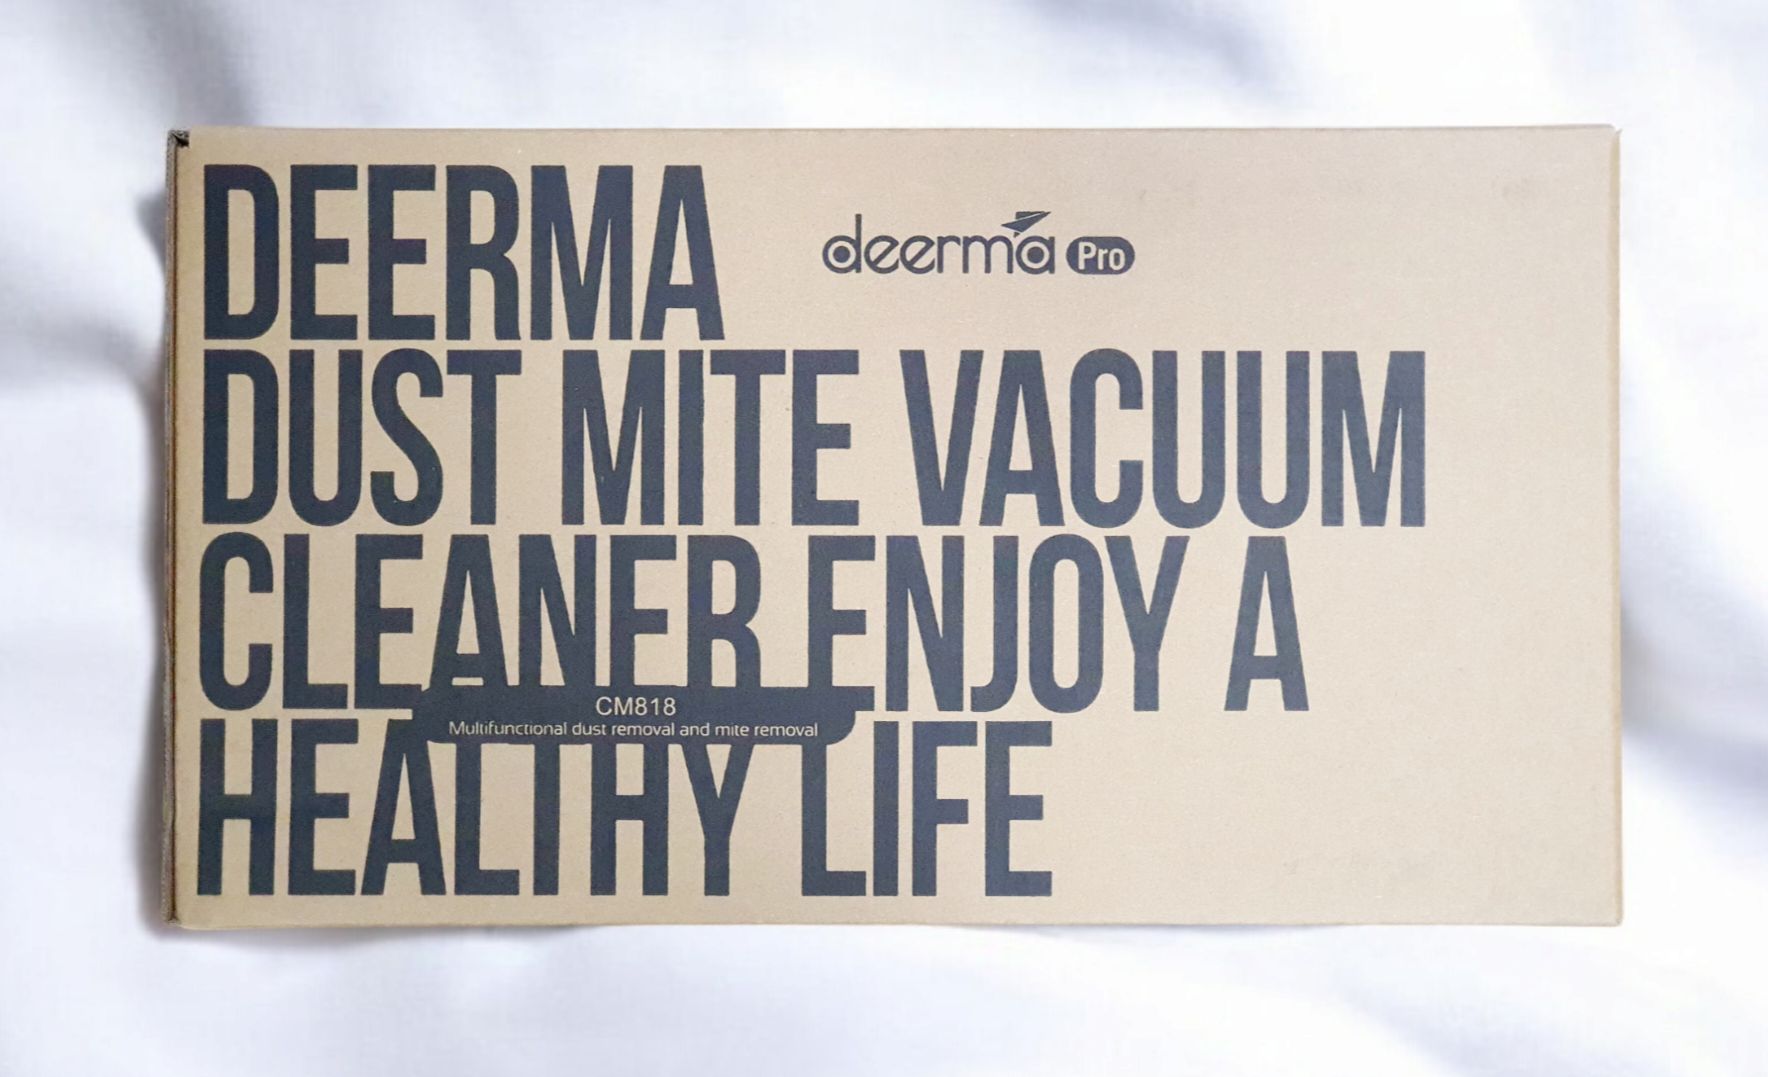 DEERMA
deerma Pro
DUST MITE VACUUM
CLEANER ENJOY A
CM818
Multifunctional dust removal and mite removal
HEALTHY LIFE